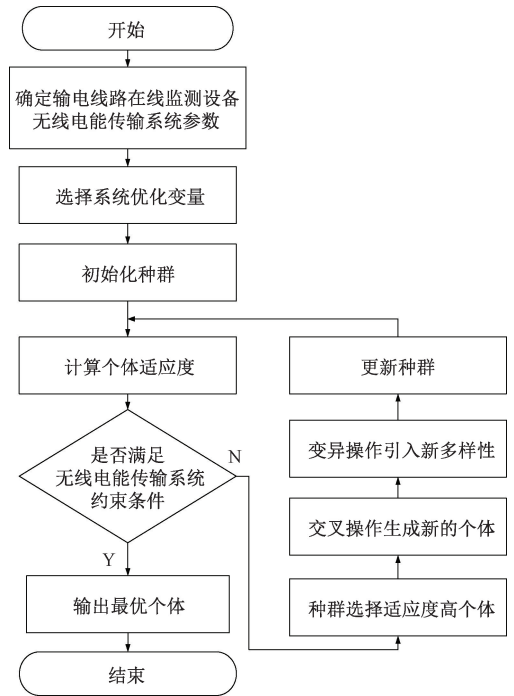 开始
确定输电线路在线监测设备
无线电能传输系统参数
选择系统优化变量
初始化种群
计算个体适应度
是否满足
无线电能传输系统
约束条件
N
Y
输出最优个体
结束
更新种群
变异操作引入新多样性
交叉操作生成新的个体
种群选择适应度高个体